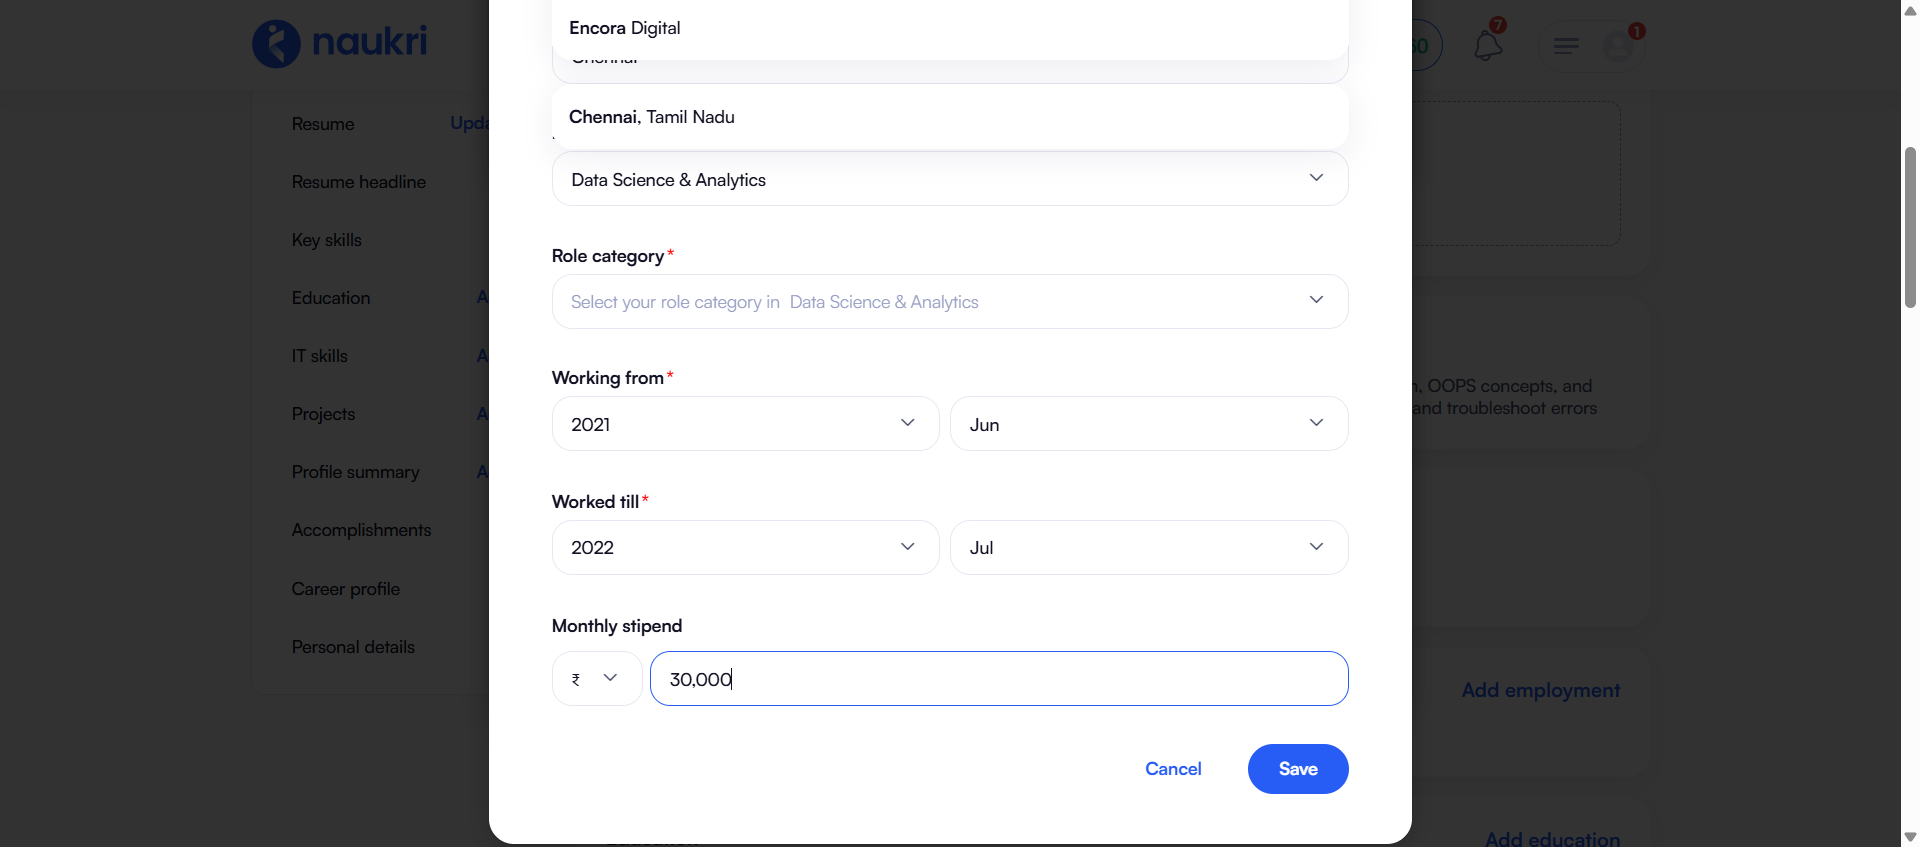 naukri
Encora Digital
Chennai
60
7
1
Chennai, Tamil Nadu
Resume
Data Science & Analytics
Resume headline
Key skills
Role category*
Select your role category in Data Science & Analytics
Education
IT skills
Working from*
n, OOPS concepts, and
and troubleshoot errors
Projects
2021
Jun
Profile summary
Worked till*
Accomplishments
2022
Jul
Career profile
Monthly stipend
Personal details
₹
30,000
Add employment
Cancel
Save
Add education